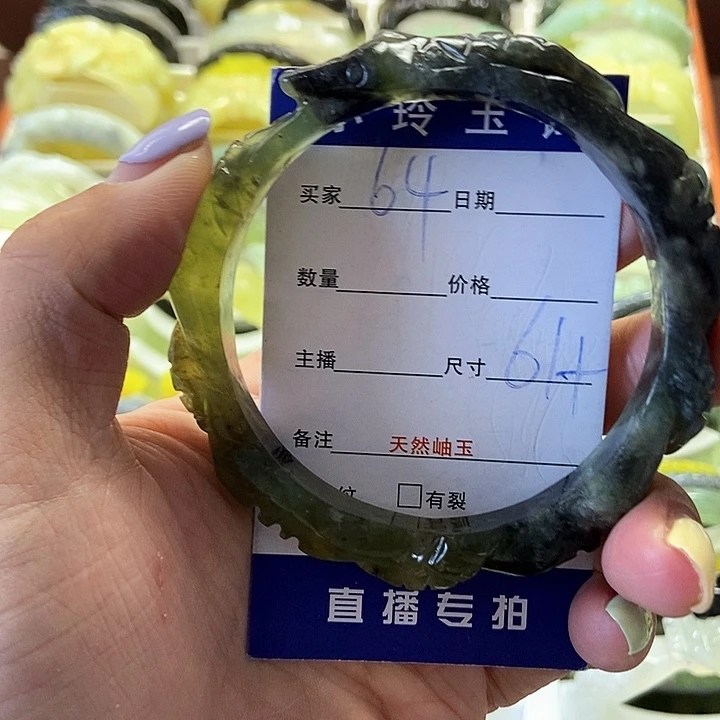 玲玉
买家 64 日期
数量 价格
主播 尺寸 64
备注 天然岫玉
纹 □有裂
直播专拍